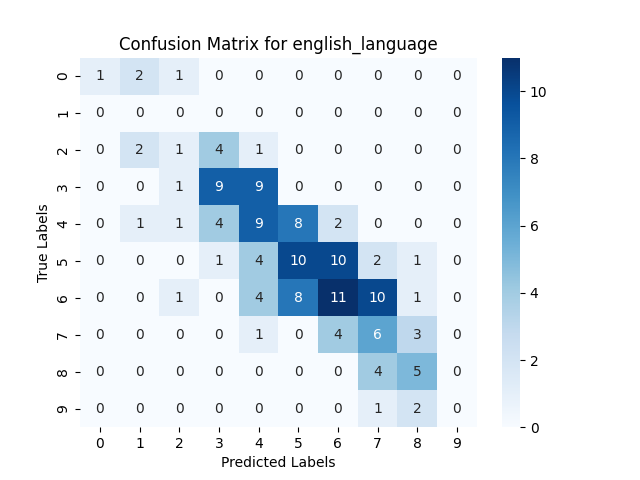 Confusion Matrix for english_language
True Labels
0 1 2 1 0 0 0 0 0 0 0
1 0 0 0 0 0 0 0 0 0 0
2 0 2 1 4 1 0 0 0 0 0
3 0 0 1 9 9 0 0 0 0 0
4 0 1 1 4 9 8 2 0 0 0
5 0 0 0 1 4 10 10 2 1 0
6 0 0 1 0 4 8 11 10 1 0
7 0 0 0 0 1 0 4 6 3 0
8 0 0 0 0 0 0 0 4 5 0
9 0 0 0 0 0 0 0 1 2 0
0 1 2 3 4 5 6 7 8 9
Predicted Labels
10
8
6
4
2
0